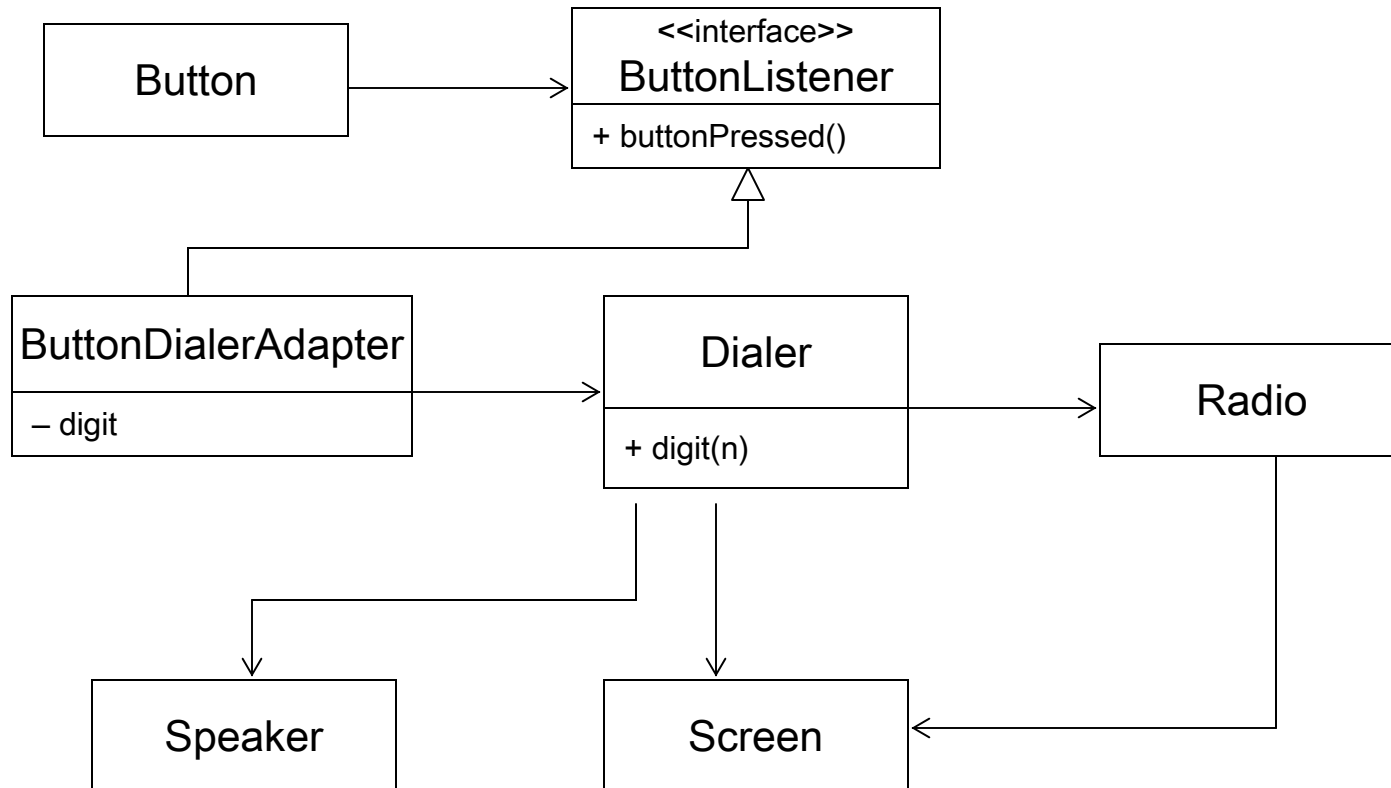 Button
<<interface>>
ButtonListener
+ buttonPressed()
ButtonDialerAdapter
– digit
Dialer
+ digit(n)
Radio
Speaker
Screen